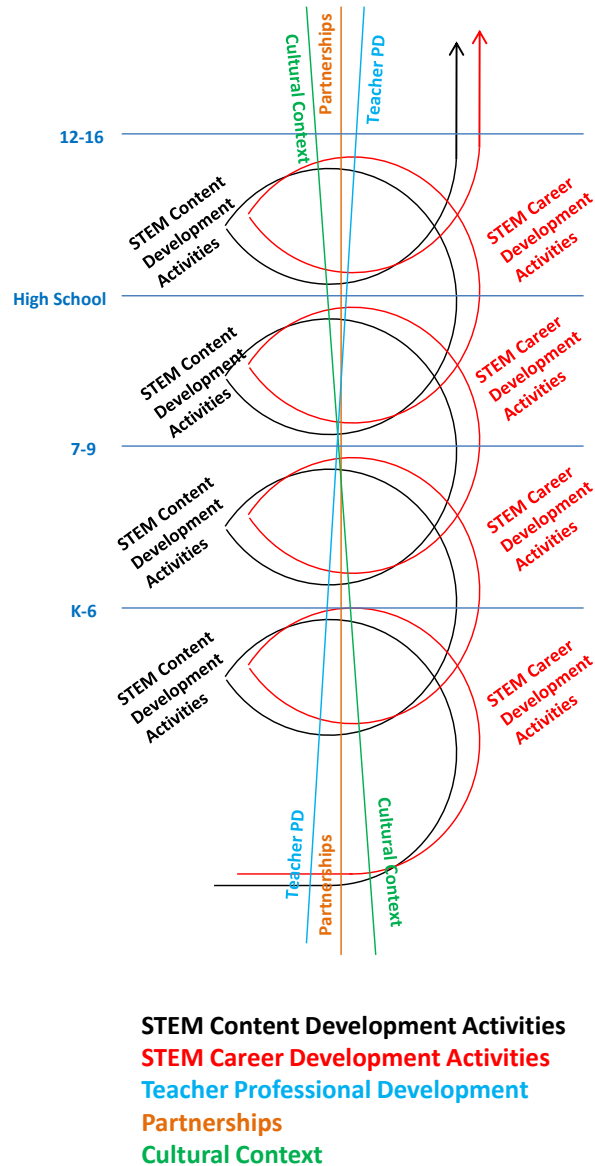 Cultural Context
Partnerships
Teacher PD
12-16
STEM Content
Development
Activities
STEM Career
Development
Activities
High School
STEM Content
Development
Activities
STEM Career
Development
Activities
7-9
STEM Content
Development
Activities
STEM Career
Development
Activities
K-6
STEM Content
Development
Activities
STEM Career
Development
Activities
Teacher PD
Partnerships
Cultural Context
STEM Content Development Activities
STEM Career Development Activities
Teacher Professional Development
Partnerships
Cultural Context